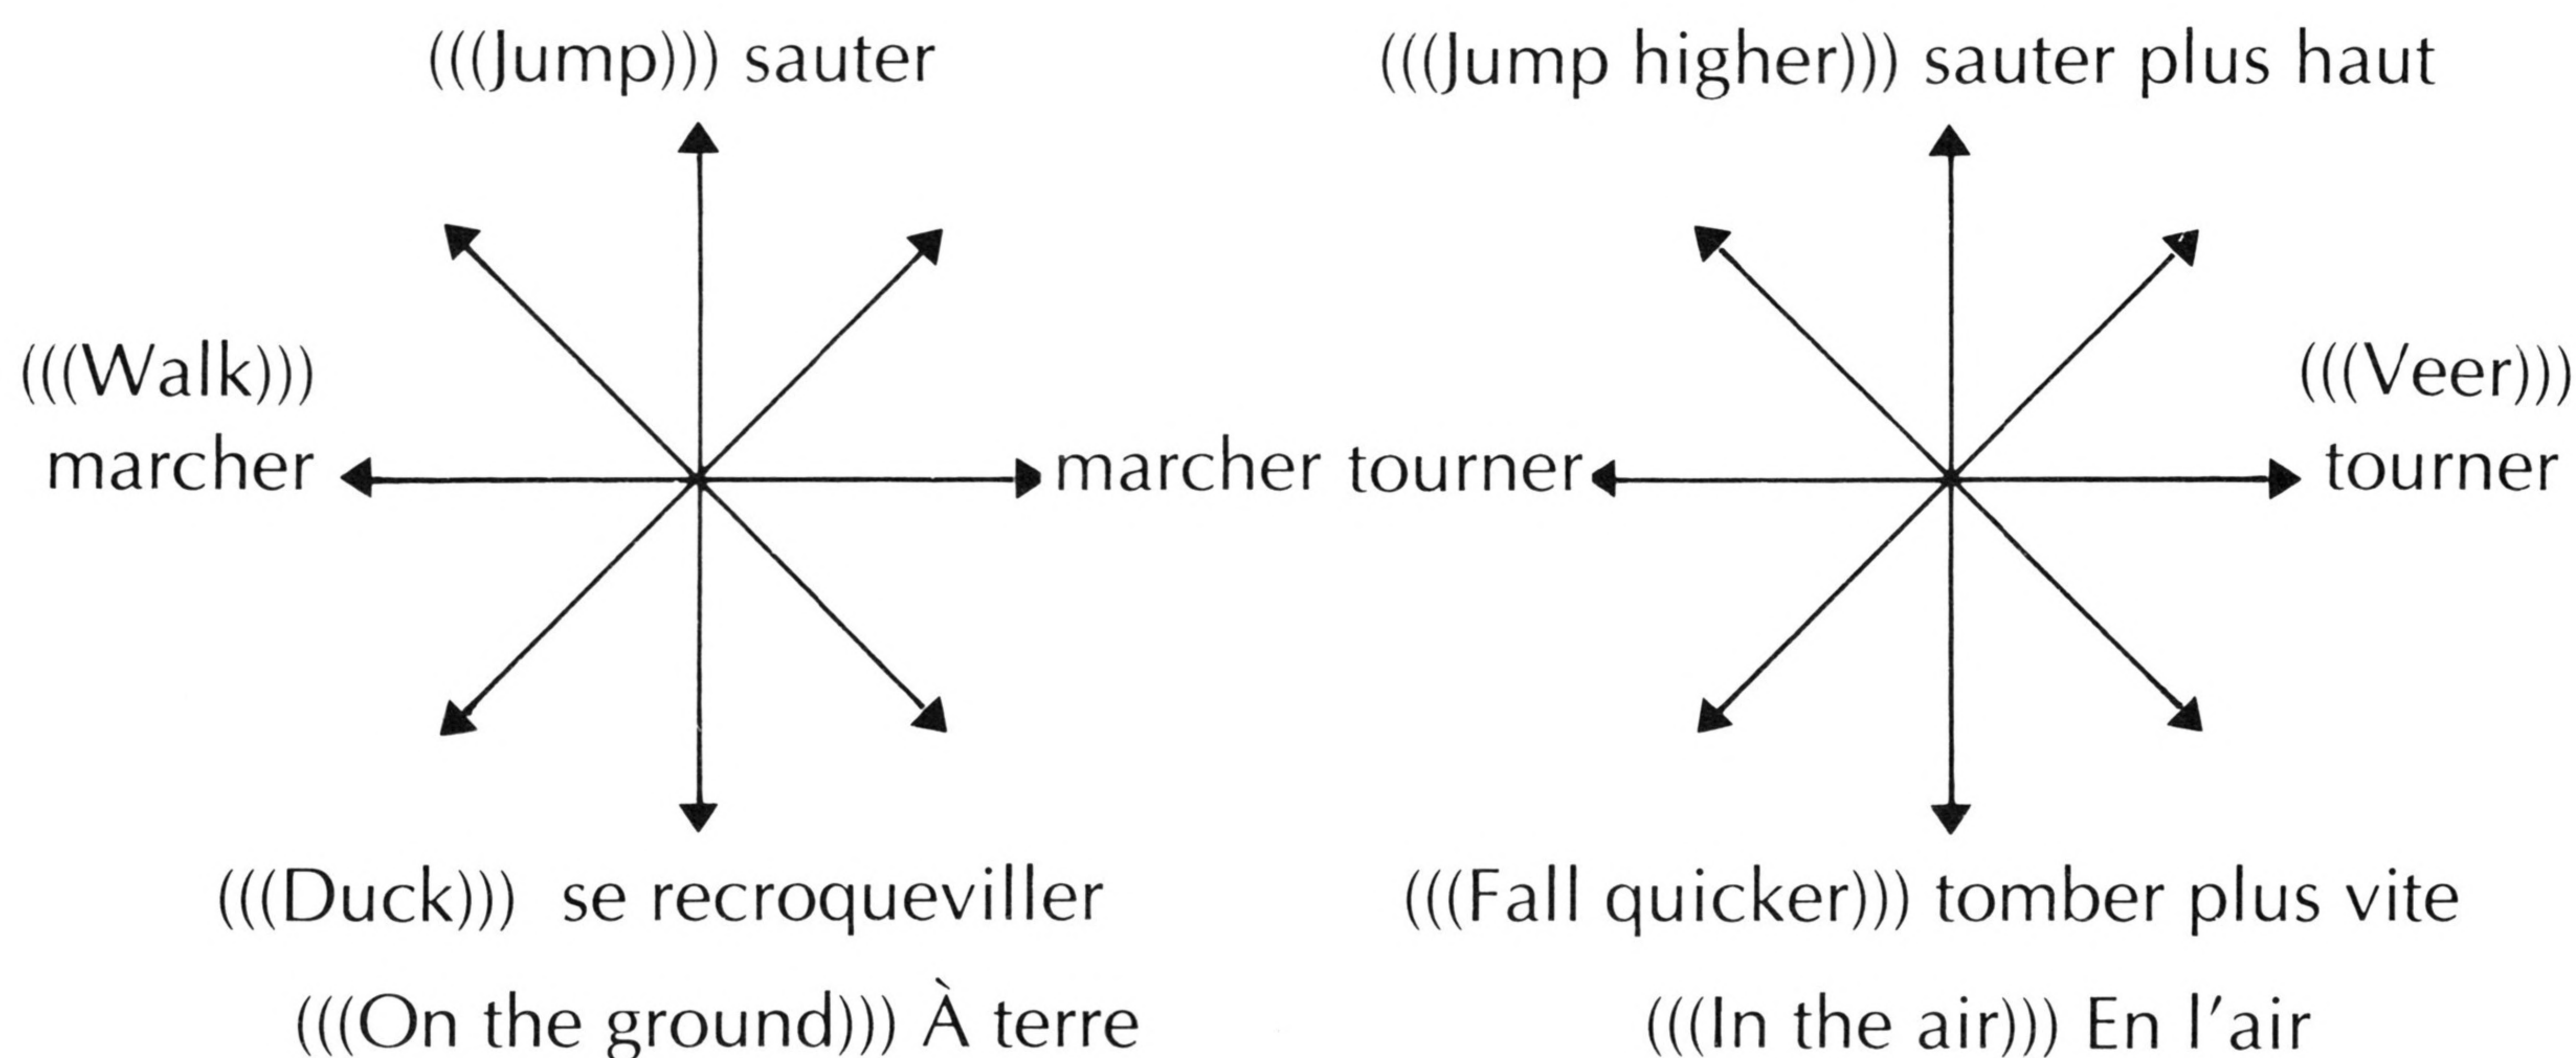 (((Jump))) sauter
(((Walk)))
marcher
marcher
(((Duck))) se recroqueviller
(((On the ground))) À terre
(((Jump higher))) sauter plus haut
tourner
(((Veer)))
tourner
(((Fall quicker))) tomber plus vite
(((In the air))) En l'air